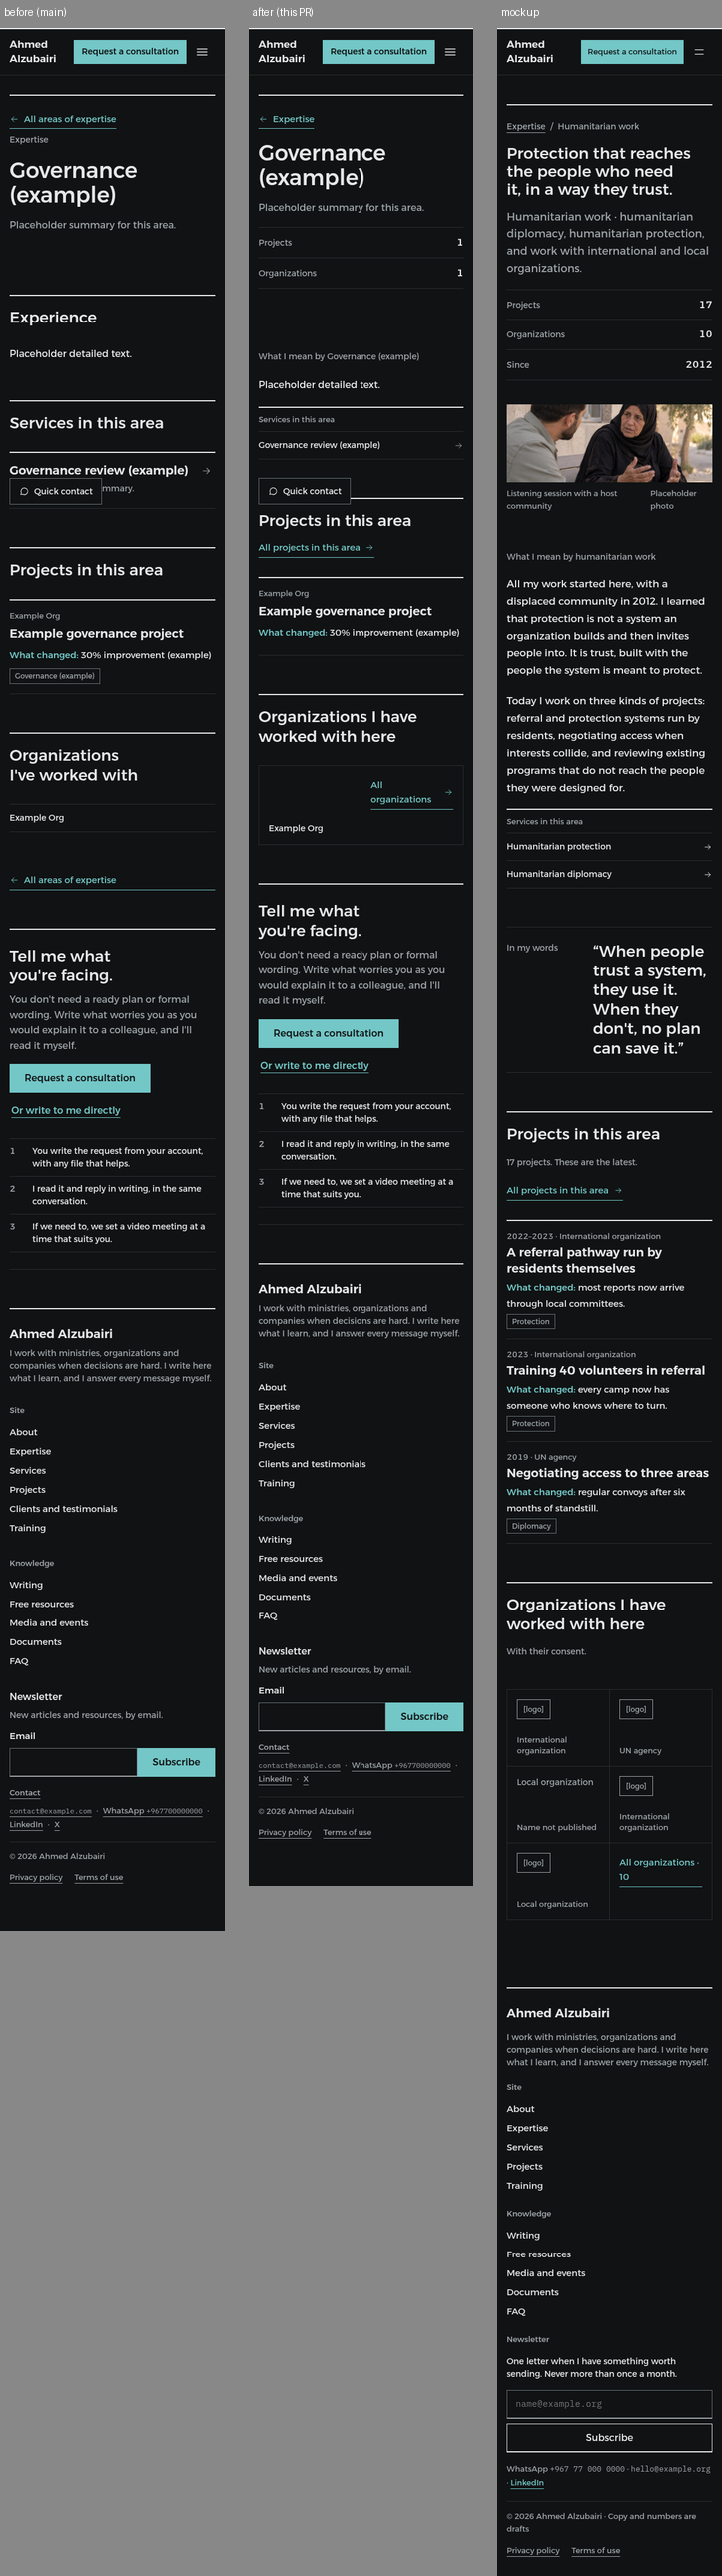 before (main)
Ahmed
Alzubairi
Request a consultation
← All areas of expertise
Expertise
Governance
(example)
Placeholder summary for this area.
Experience
Placeholder detailed text.
Services in this area
Governance review (example) →
Quick contact
mmary.
Projects in this area
Example Org
Example governance project
What changed: 30% improvement (example)
Governance (example)
Organizations
I've worked with
Example Org
← All areas of expertise
Tell me what
you're facing.
You don't need a ready plan or formal
wording. Write what worries you as you
would explain it to a colleague, and I'll
read it myself.
Request a consultation
Or write to me directly
1 You write the request from your account,
with any file that helps.
2 I read it and reply in writing, in the same
conversation.
3 If we need to, we set a video meeting at a
time that suits you.
Ahmed Alzubairi
I work with ministries, organizations and
companies when decisions are hard. I write here
what I learn, and I answer every message myself.
Site
About
Expertise
Services
Projects
Clients and testimonials
Training
Knowledge
Writing
Free resources
Media and events
Documents
FAQ
Newsletter
New articles and resources, by email.
Email
Subscribe
Contact
contact@example.com · WhatsApp +967700000000 ·
LinkedIn · X
© 2026 Ahmed Alzubairi
Privacy policy Terms of use
after (this PR)
Ahmed
Alzubairi
Request a consultation
← Expertise
Governance
(example)
Placeholder summary for this area.
Projects 1
Organizations 1
What I mean by Governance (example)
Placeholder detailed text.
Services in this area
Governance review (example) →
Quick contact
Projects in this area
All projects in this area →
Example Org
Example governance project
What changed: 30% improvement (example)
Organizations I have
worked with here
Example Org
All
organizations →
Tell me what
you're facing.
You don't need a ready plan or formal
wording. Write what worries you as you
would explain it to a colleague, and I'll
read it myself.
Request a consultation
Or write to me directly
1 You write the request from your account,
with any file that helps.
2 I read it and reply in writing, in the same
conversation.
3 If we need to, we set a video meeting at a
time that suits you.
Ahmed Alzubairi
I work with ministries, organizations and
companies when decisions are hard. I write here
what I learn, and I answer every message myself.
Site
About
Expertise
Services
Projects
Clients and testimonials
Training
Knowledge
Writing
Free resources
Media and events
Documents
FAQ
Newsletter
New articles and resources, by email.
Email
Subscribe
Contact
contact@example.com · WhatsApp +967700000000 ·
LinkedIn · X
© 2026 Ahmed Alzubairi
Privacy policy Terms of use
mockup
Ahmed
Alzubairi
Request a consultation
Expertise / Humanitarian work
Protection that reaches
the people who need
it, in a way they trust.
Humanitarian work · humanitarian
diplomacy, humanitarian protection,
and work with international and local
organizations.
Projects 17
Organizations 10
Since 2012
Listening session with a host
community
Placeholder
photo
What I mean by humanitarian work
All my work started here, with a
displaced community in 2012. I learned
that protection is not a system an
organization builds and then invites
people into. It is trust, built with the
people the system is meant to protect.
Today I work on three kinds of projects:
referral and protection systems run by
residents, negotiating access when
interests collide, and reviewing existing
programs that do not reach the people
they were designed for.
Services in this area
Humanitarian protection →
Humanitarian diplomacy →
In my words
“When people
trust a system,
they use it.
When they
don't, no plan
can save it.”
Projects in this area
17 projects. These are the latest.
All projects in this area →
2022–2023 · International organization
A referral pathway run by
residents themselves
What changed: most reports now arrive
through local committees.
Protection
2023 · International organization
Training 40 volunteers in referral
What changed: every camp now has
someone who knows where to turn.
Protection
2019 · UN agency
Negotiating access to three areas
What changed: regular convoys after six
months of standstill.
Diplomacy
Organizations I have
worked with here
With their consent.
[logo]
International
organization
[logo]
UN agency
Local organization
Name not published
[logo]
International
organization
[logo]
Local organization
All organizations ·
10
Ahmed Alzubairi
I work with ministries, organizations and
companies when decisions are hard. I write here
what I learn, and I answer every message myself.
Site
About
Expertise
Services
Projects
Training
Knowledge
Writing
Free resources
Media and events
Documents
FAQ
Newsletter
One letter when I have something worth
sending. Never more than once a month.
name@example.org
Subscribe
WhatsApp +967 77 000 0000 · hello@example.org
· LinkedIn
© 2026 Ahmed Alzubairi · Copy and numbers are
drafts
Privacy policy Terms of use